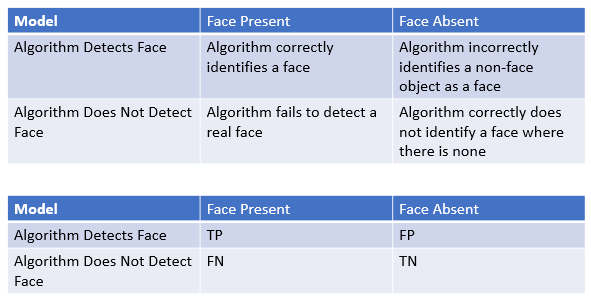 Model Face Present Face Absent
Algorithm Detects Face Algorithm correctly Algorithm incorrectly
identifies a face identifies a non-face
object as a face
Algorithm Does Not Detect Algorithm fails to detect a Algorithm correctly does
Face real face not identify a face where
there is none
Model Face Present Face Absent
Algorithm Detects Face TP FP
Algorithm Does Not Detect FN TN
Face